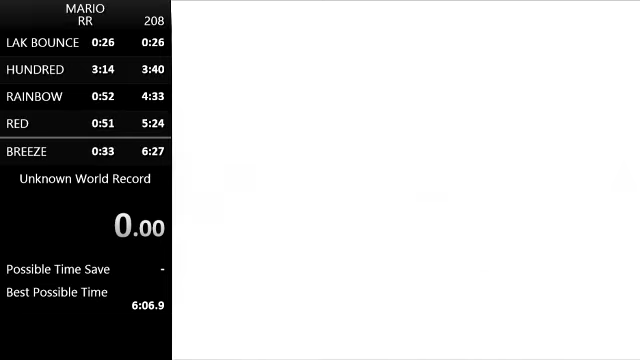 MARIO
RR 208
LAK BOUNCE 0:26 0:26
HUNDRED 3:14 3:40
RAINBOW 0:52 4:33
RED 0:51 5:24
BREEZE 0:33 6:27
Unknown World Record
0.00
Possible Time Save -
Best Possible Time
6:06.9